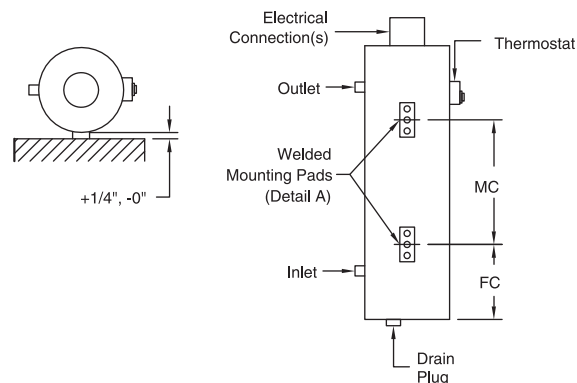 Electrical
Connection(s)
Thermostat
Outlet
Welded
Mounting Pads
(Detail A)
MC
+1/4", -0"
Inlet
FC
Drain
Plug